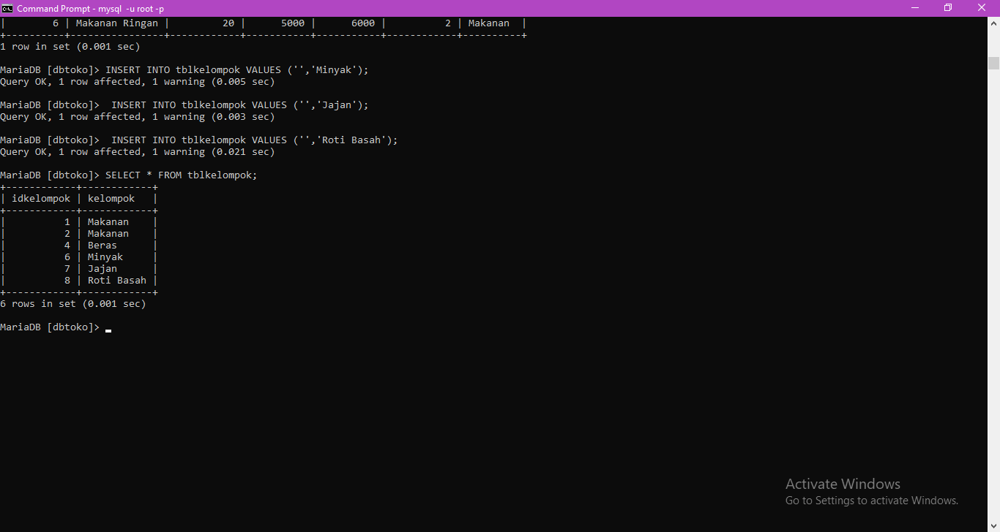 Command Prompt - mysql -u root -p
|        6 | Makanan Ringan |         20 |      5000 |      6000 |          2 | Makanan  |
+----------+----------------+------------+-----------+-----------+------------+----------+
1 row in set (0.001 sec)
MariaDB [dbtoko]> INSERT INTO tblkelompok VALUES ('','Minyak');
Query OK, 1 row affected, 1 warning (0.005 sec)
MariaDB [dbtoko]>  INSERT INTO tblkelompok VALUES ('','Jajan');
Query OK, 1 row affected, 1 warning (0.003 sec)
MariaDB [dbtoko]>  INSERT INTO tblkelompok VALUES ('','Roti Basah');
Query OK, 1 row affected, 1 warning (0.021 sec)
MariaDB [dbtoko]> SELECT * FROM tblkelompok;
+------------+------------+
| idkelompok | kelompok   |
+------------+------------+
|          1 | Makanan    |
|          2 | Makanan    |
|          4 | Beras      |
|          6 | Minyak     |
|          7 | Jajan      |
|          8 | Roti Basah |
+------------+------------+
6 rows in set (0.001 sec)
MariaDB [dbtoko]>
Activate Windows
Go to Settings to activate Windows.